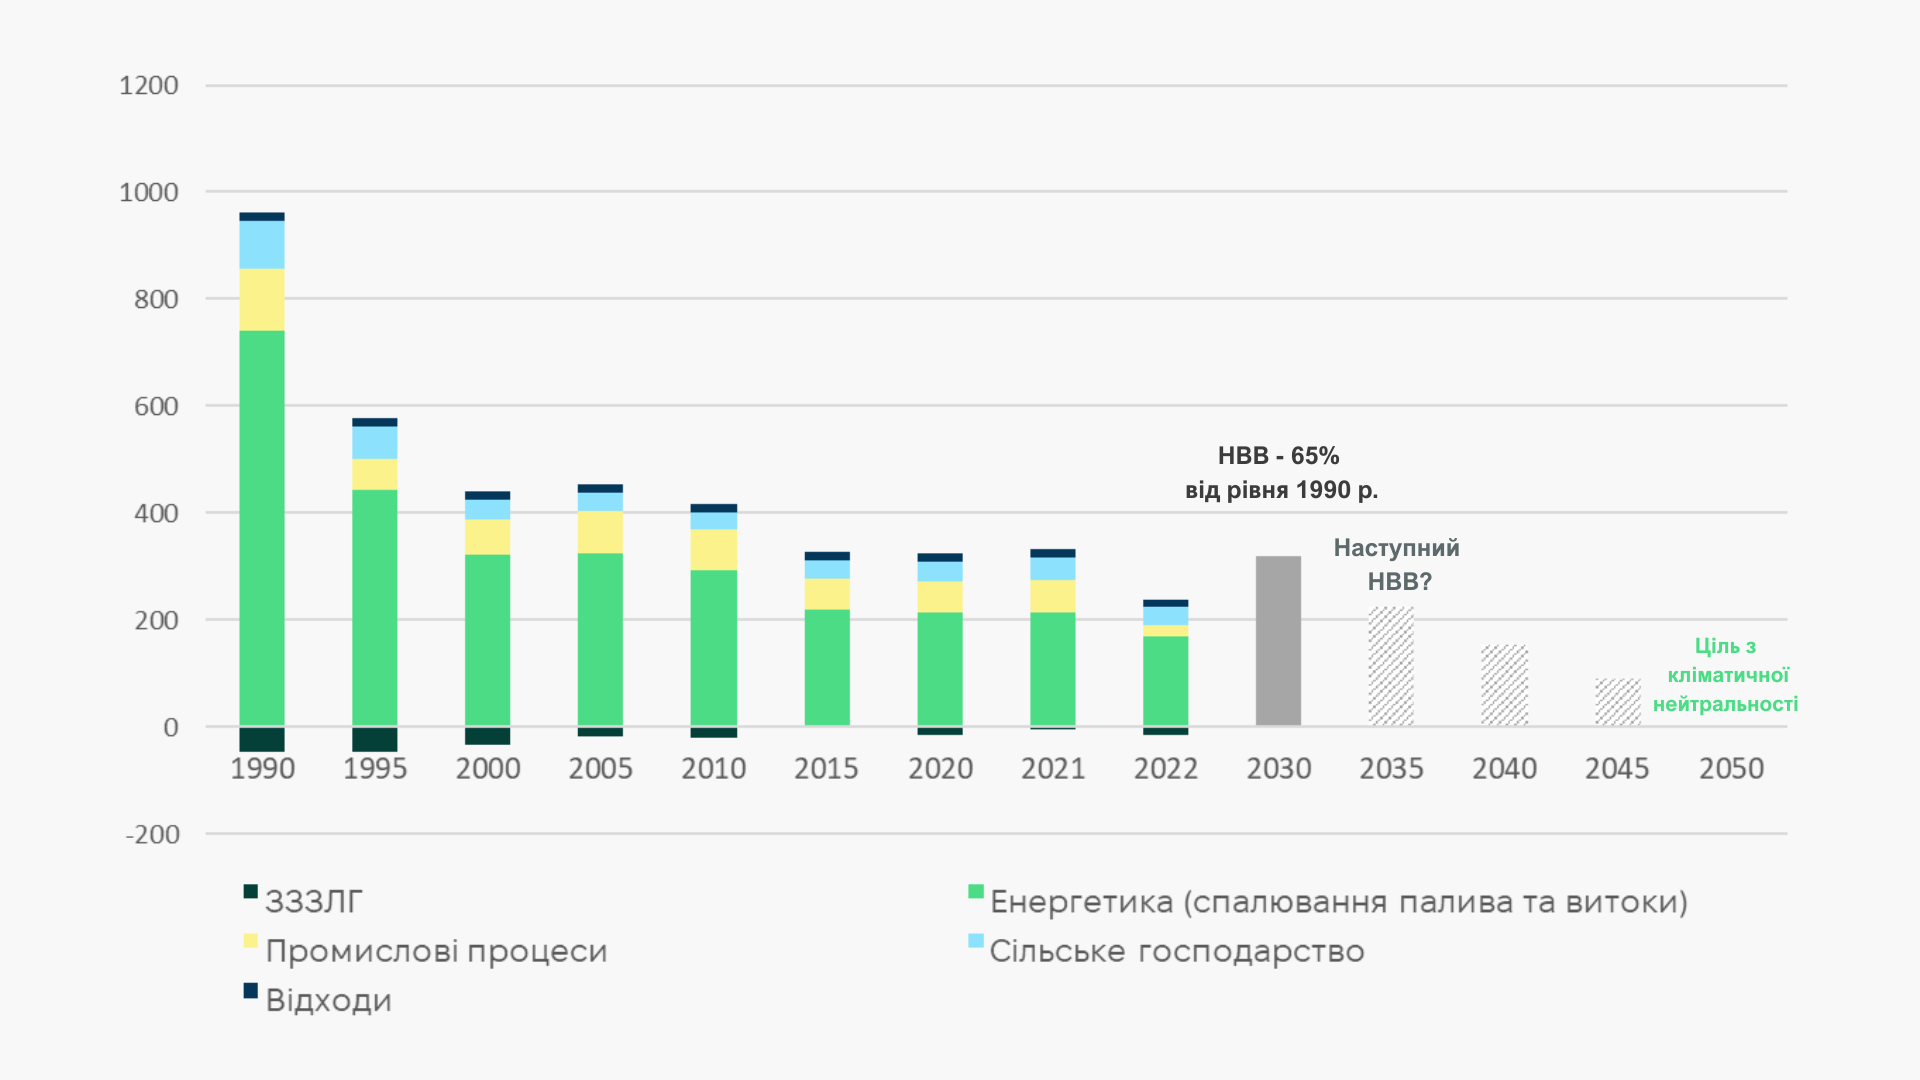 1200
1000
800
600
400
200
0
-200
НВВ - 65%
від рівня 1990 р.
Наступний
НВВ?
Ціль з
кліматичної
нейтральності
1990 1995 2000 2005 2010 2015 2020 2021 2022 2030 2035 2040 2045 2050
ЗЗЗЛГ
Енергетика (спалювання палива та витоки)
Промислові процеси
Сільське господарство
Відходи